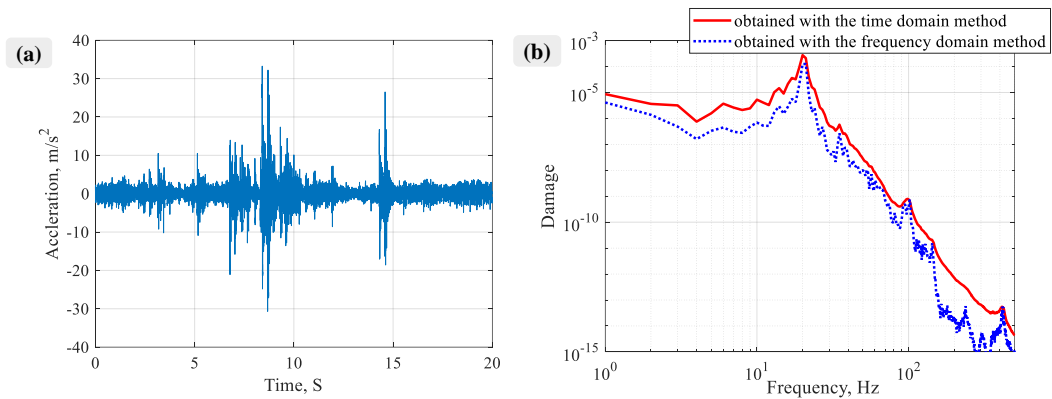 (a)
Accleration, m/s²
40
30
20
10
0
-10
-20
-30
-40
0
5
10
15
20
Time, S
(b)
obtained with the time domain method
obtained with the frequency domain method
Damage
10⁻³
10⁻⁵
10⁻¹⁰
10⁻¹⁵
10⁰
10¹
10²
Frequency, Hz